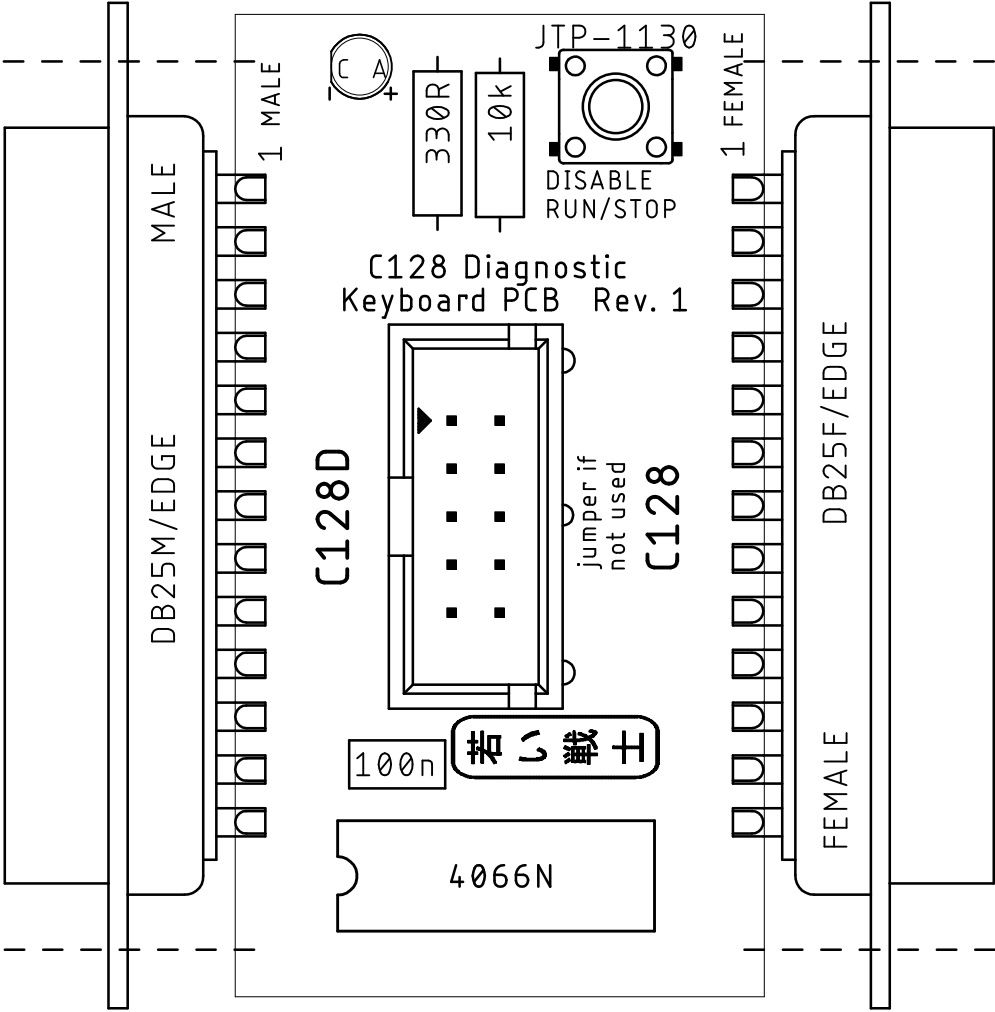 JTP-1130
C A
- +
1 MALE
330R
10k
1 FEMALE
DISABLE
RUN/STOP
MALE
C128 Diagnostic
Keyboard PCB Rev. 1
DB25M/EDGE
C128D
jumper if
not used
C128
DB25F/EDGE
若い戦士
100n
FEMALE
4066N